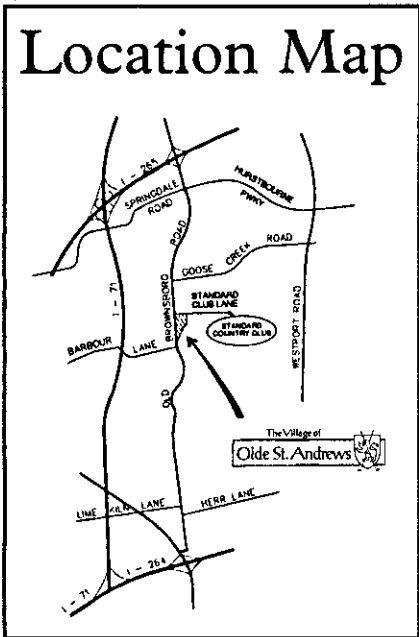 Location Map
I - 265
SPRINGDALE
ROAD
HURSTBOURNE
PKWY
GOOSE CREEK ROAD
I - 71
OLD BROWNSBORO ROAD
STANDARD
CLUB LANE
STANDARD
COUNTRY CLUB
WESTPORT ROAD
BARBOUR LANE
The Village of
Olde St. Andrews
LIME KILN LANE
HERR LANE
I - 71
I - 264